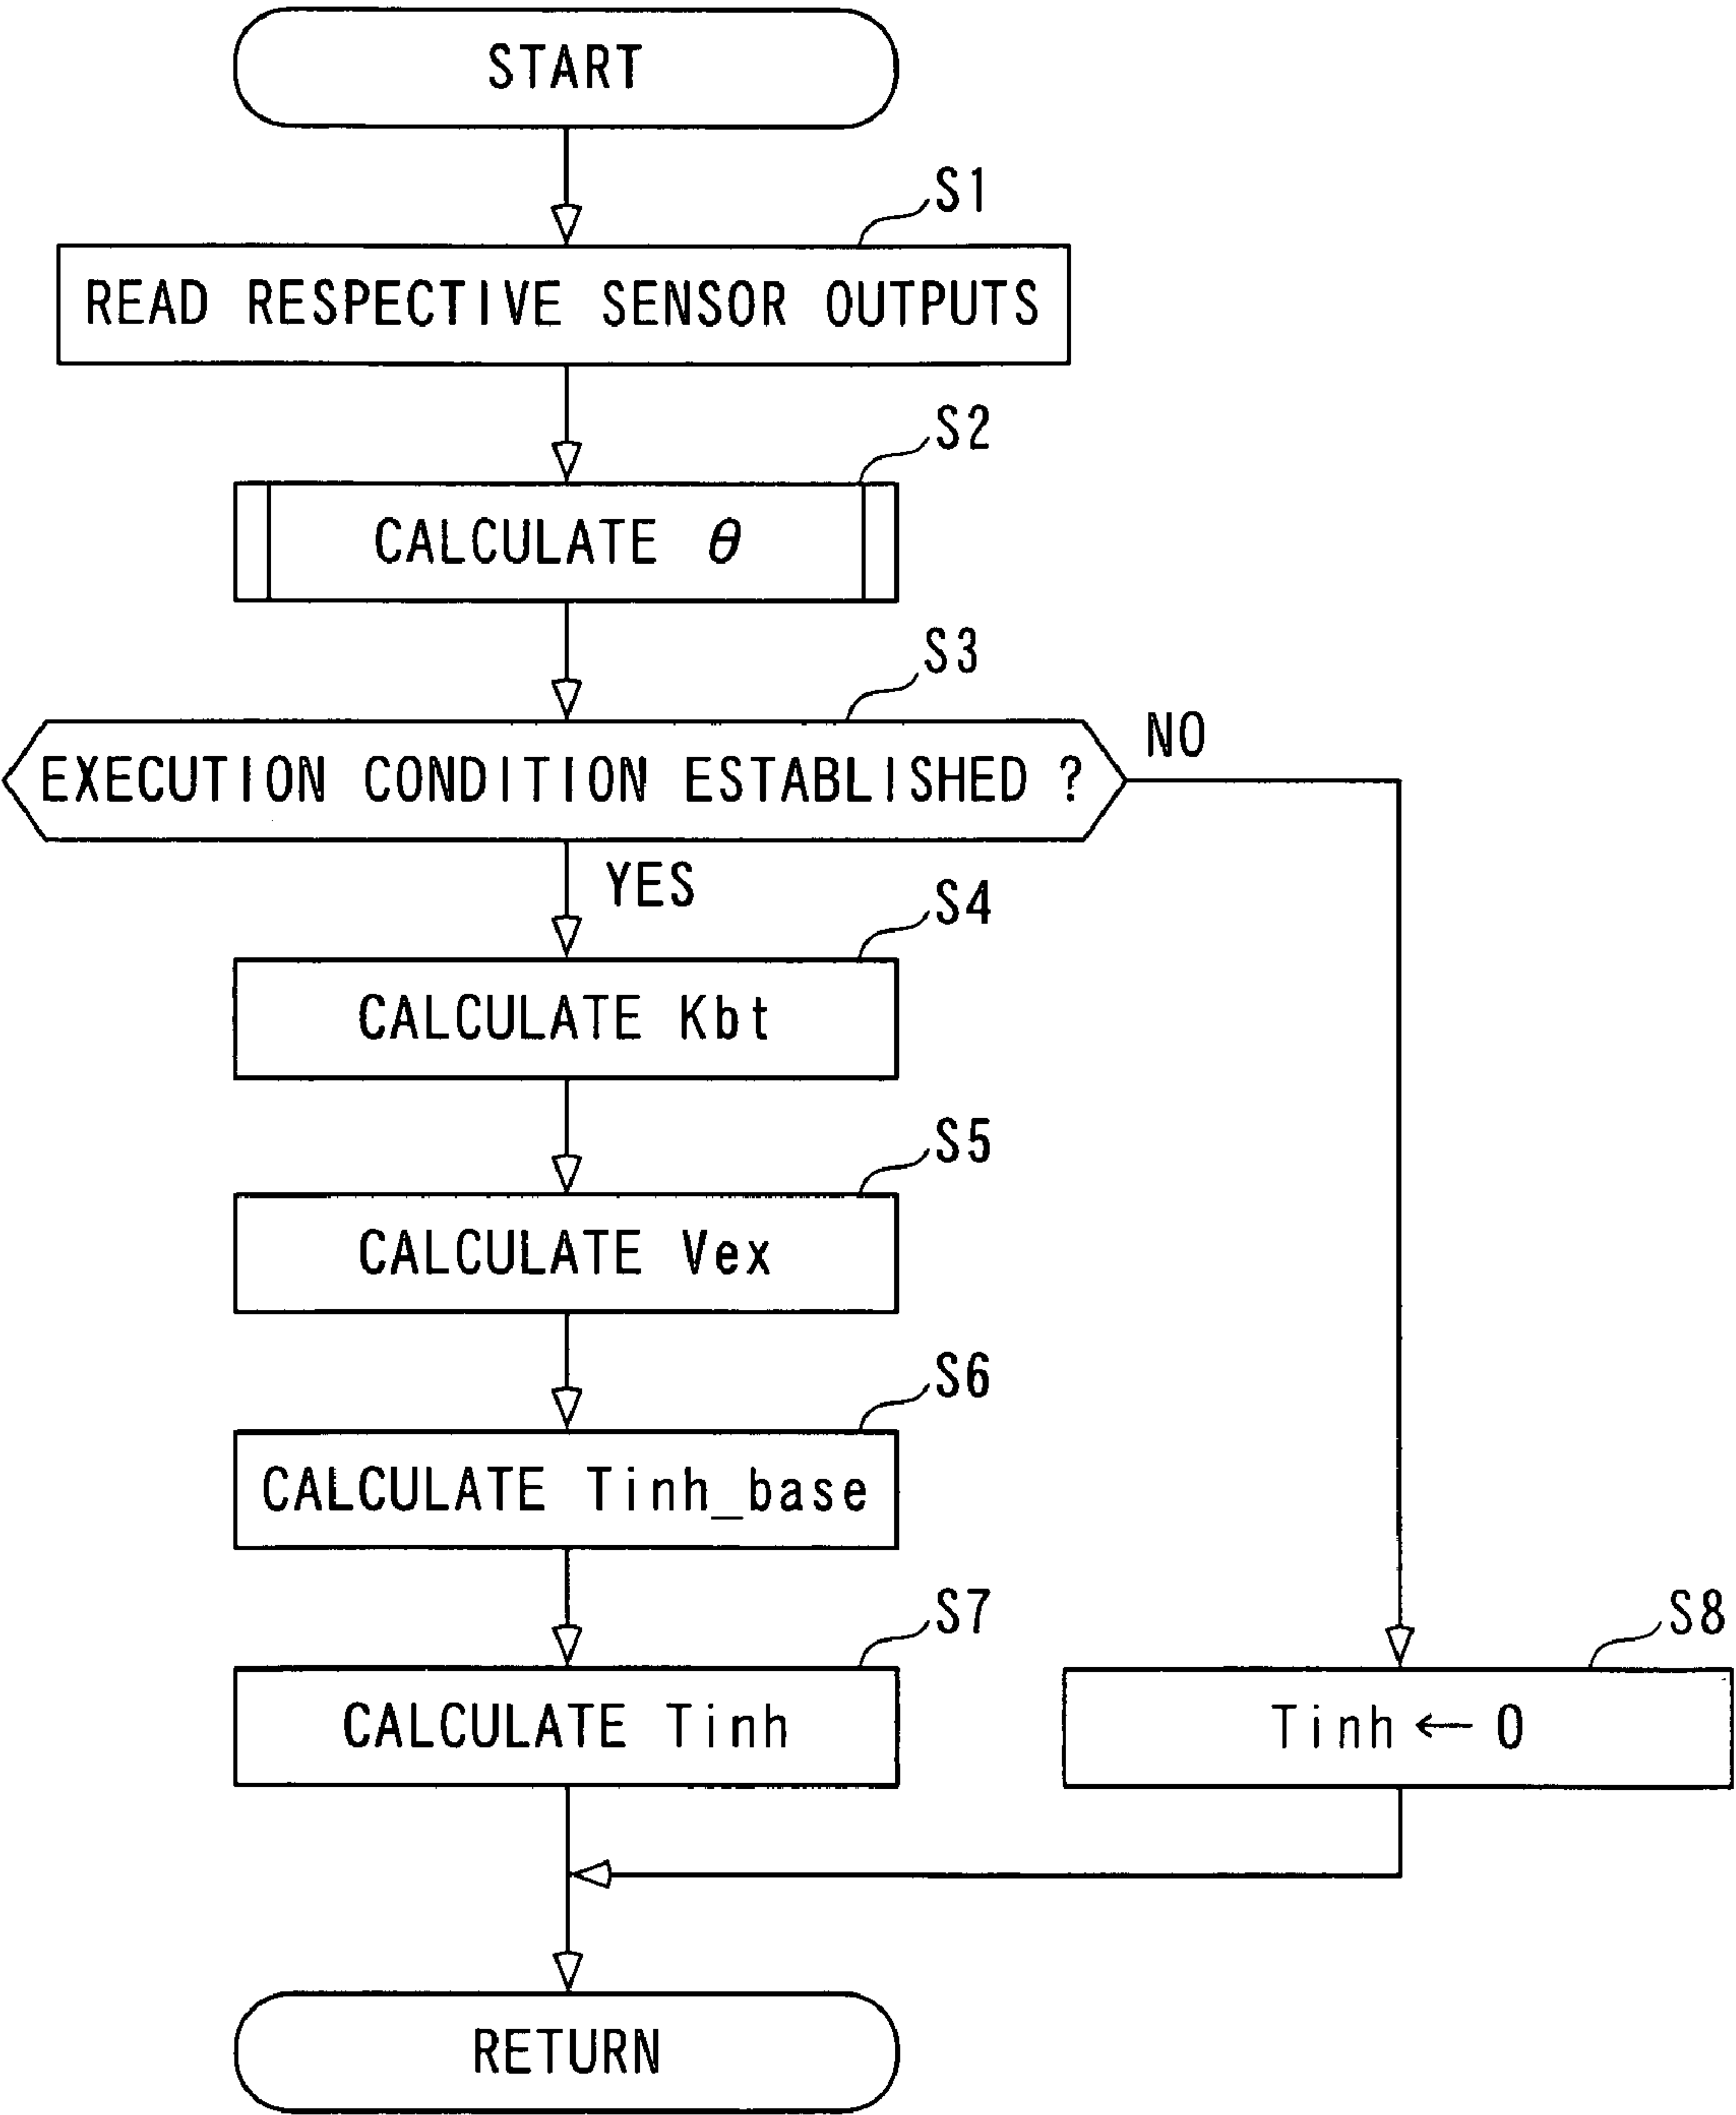 START
S1
READ RESPECTIVE SENSOR OUTPUTS
S2
CALCULATE θ
S3
EXECUTION CONDITION ESTABLISHED ?
NO
YES
S4
CALCULATE Kbt
S5
CALCULATE Vex
S6
CALCULATE Tinh_base
S7
CALCULATE Tinh
S8
Tinh ← 0
RETURN